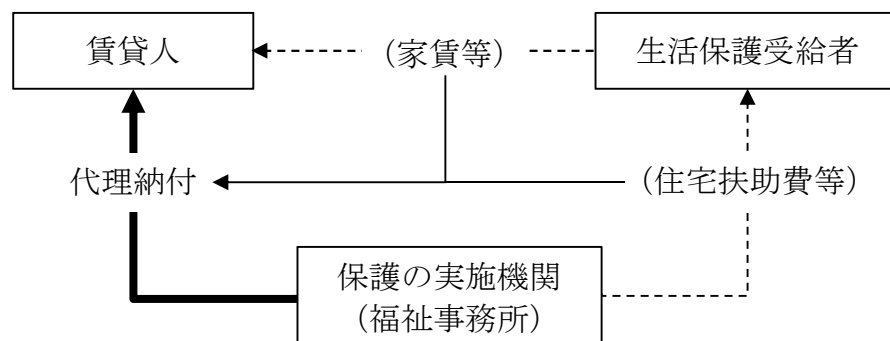 賃貸人
(家賃等)
生活保護受給者
代理納付
(住宅扶助費等)
保護の実施機関
(福祉事務所)